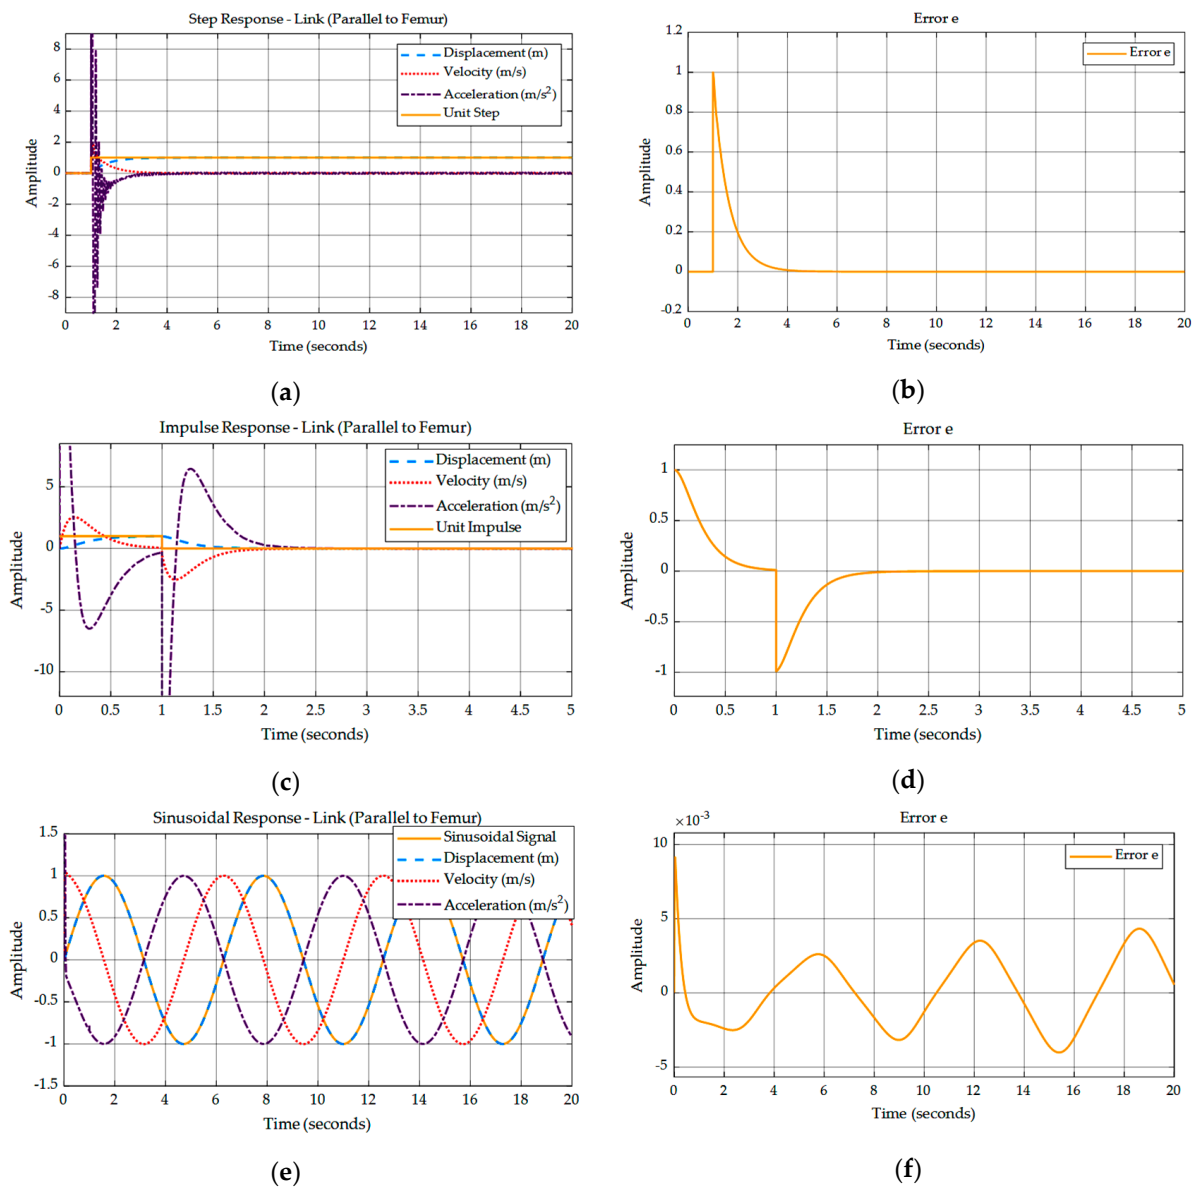 Step Response - Link (Parallel to Femur)
8
6
4
2
0
-2
-4
-6
-8
Amplitude
Displacement (m)
Velocity (m/s)
Acceleration (m/s²)
Unit Step
0 2 4 6 8 10 12 14 16 18 20
Time (seconds)
(a)
Error e
1.2
1
0.8
0.6
0.4
0.2
0
-0.2
Amplitude
Error e
0 2 4 6 8 10 12 14 16 18 20
Time (seconds)
(b)
Impulse Response - Link (Parallel to Femur)
5
0
-5
-10
Amplitude
Displacement (m)
Velocity (m/s)
Acceleration (m/s²)
Unit Impulse
0 0.5 1 1.5 2 2.5 3 3.5 4 4.5 5
Time (seconds)
(c)
Error e
1
0.5
0
-0.5
-1
Amplitude
0 0.5 1 1.5 2 2.5 3 3.5 4 4.5 5
Time (seconds)
(d)
Sinusoidal Response - Link (Parallel to Femur)
1.5
1
0.5
0
-0.5
-1
-1.5
Amplitude
Sinusoidal Signal
Displacement (m)
Velocity (m/s)
Acceleration (m/s²)
0 2 4 6 8 10 12 14 16 18 20
Time (seconds)
(e)
Error e
×10⁻³
10
5
0
-5
Amplitude
Error e
0 2 4 6 8 10 12 14 16 18 20
Time (seconds)
(f)